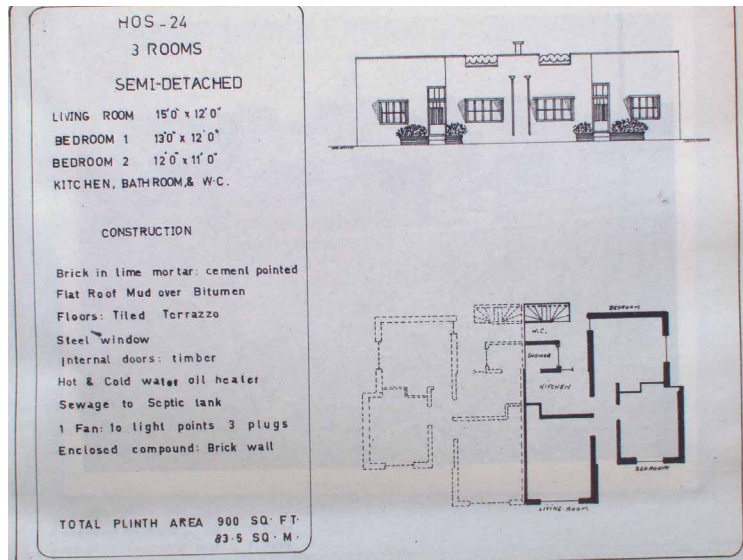 HOS-24
3 ROOMS
SEMI-DETACHED
LIVING ROOM 15'0" x 12'0"
BEDROOM 1 13'0" x 12'0"
BEDROOM 2 12'0" x 11'0"
KITCHEN, BATHROOM,& W.C.
CONSTRUCTION
Brick in lime mortar: cement pointed
Flat Roof Mud over Bitumen
Floors: Tiled Terrazzo
Steel window
Internal doors: timber
Hot & Cold water oil heater
Sewage to Septic tank
1 Fan: 10 light points 3 plugs
Enclosed compound: Brick wall
TOTAL PLINTH AREA 900 SQ. FT.
83.5 SQ. M.
BEDROOM
W.C.
SHOWER
KITCHEN
BEDROOM
LIVING-ROOM